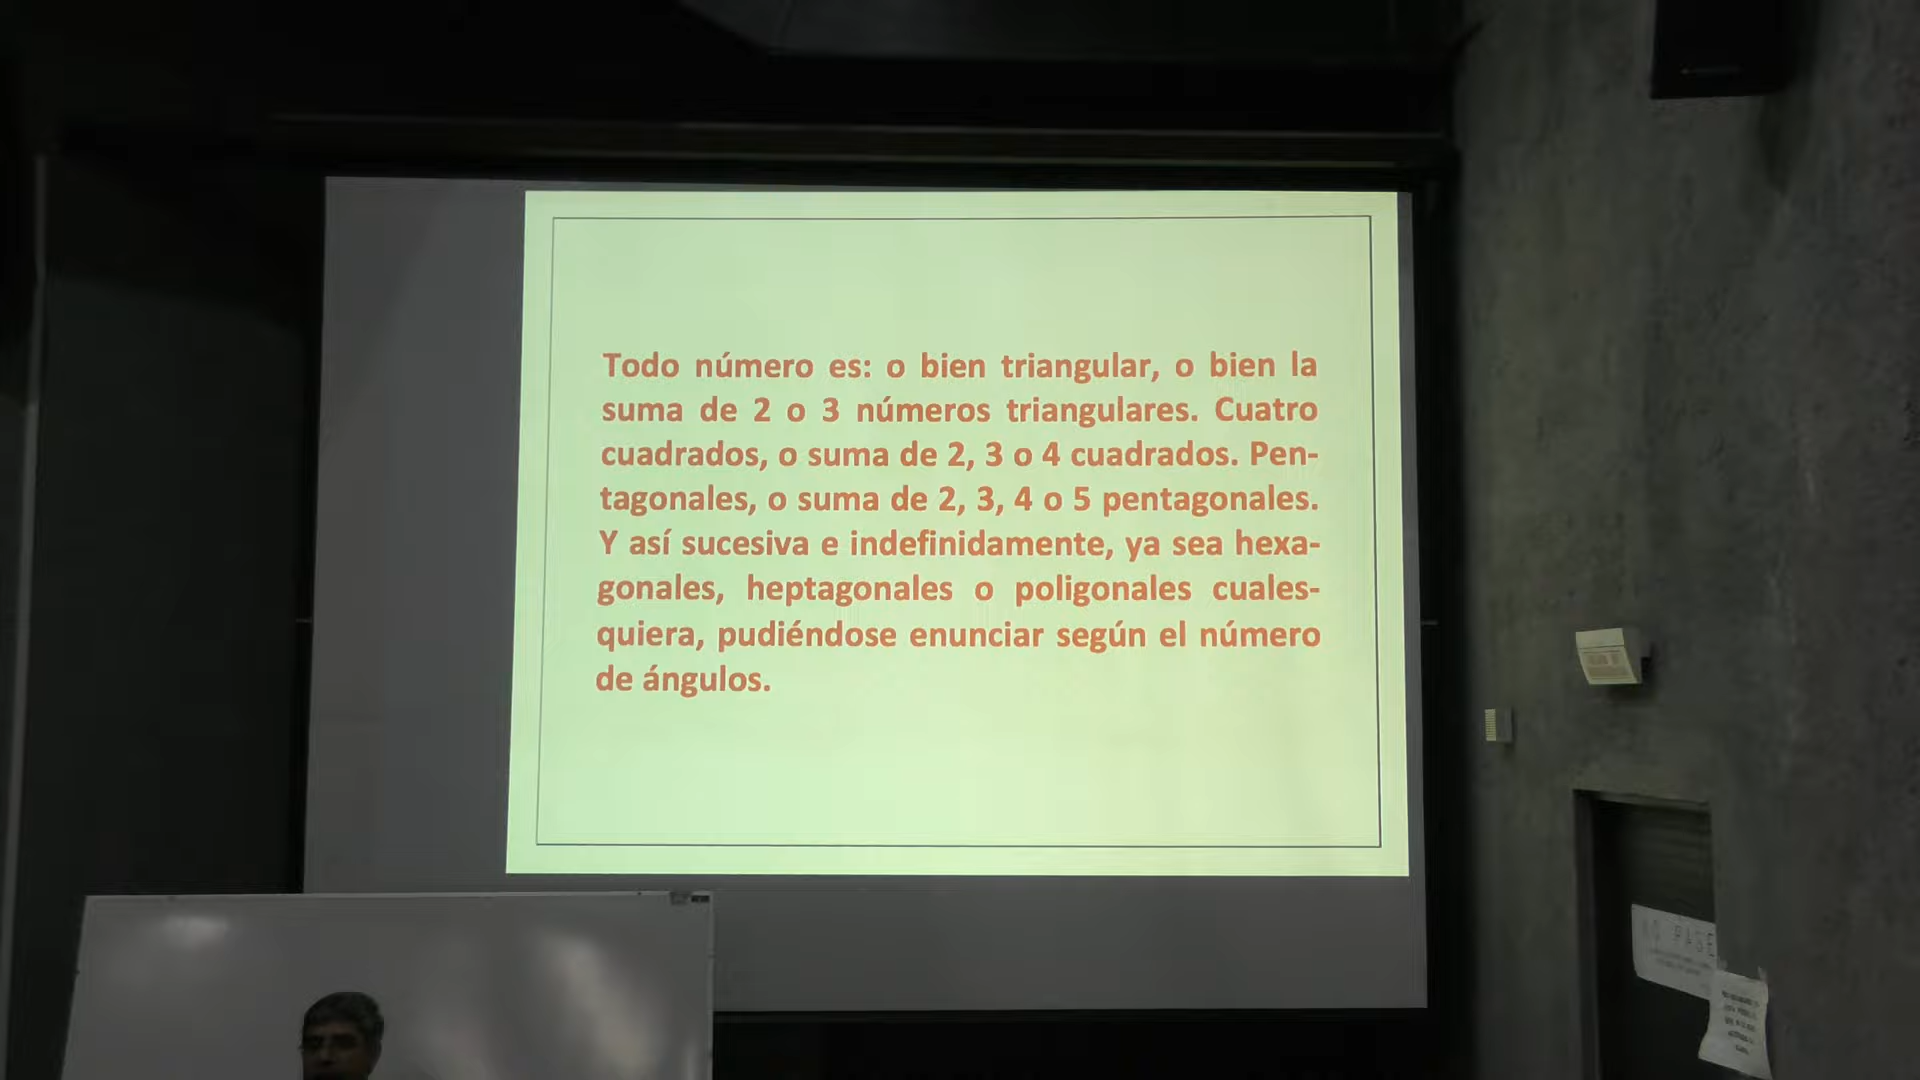 Todo número es: o bien triangular, o bien la
suma de 2 o 3 números triangulares. Cuatro
cuadrados, o suma de 2, 3 o 4 cuadrados. Pen-
tagonales, o suma de 2, 3, 4 o 5 pentagonales.
Y así sucesiva e indefinidamente, ya sea hexa-
gonales, heptagonales o poligonales cuales-
quiera, pudiéndose enunciar según el número
de ángulos.
NO PASE